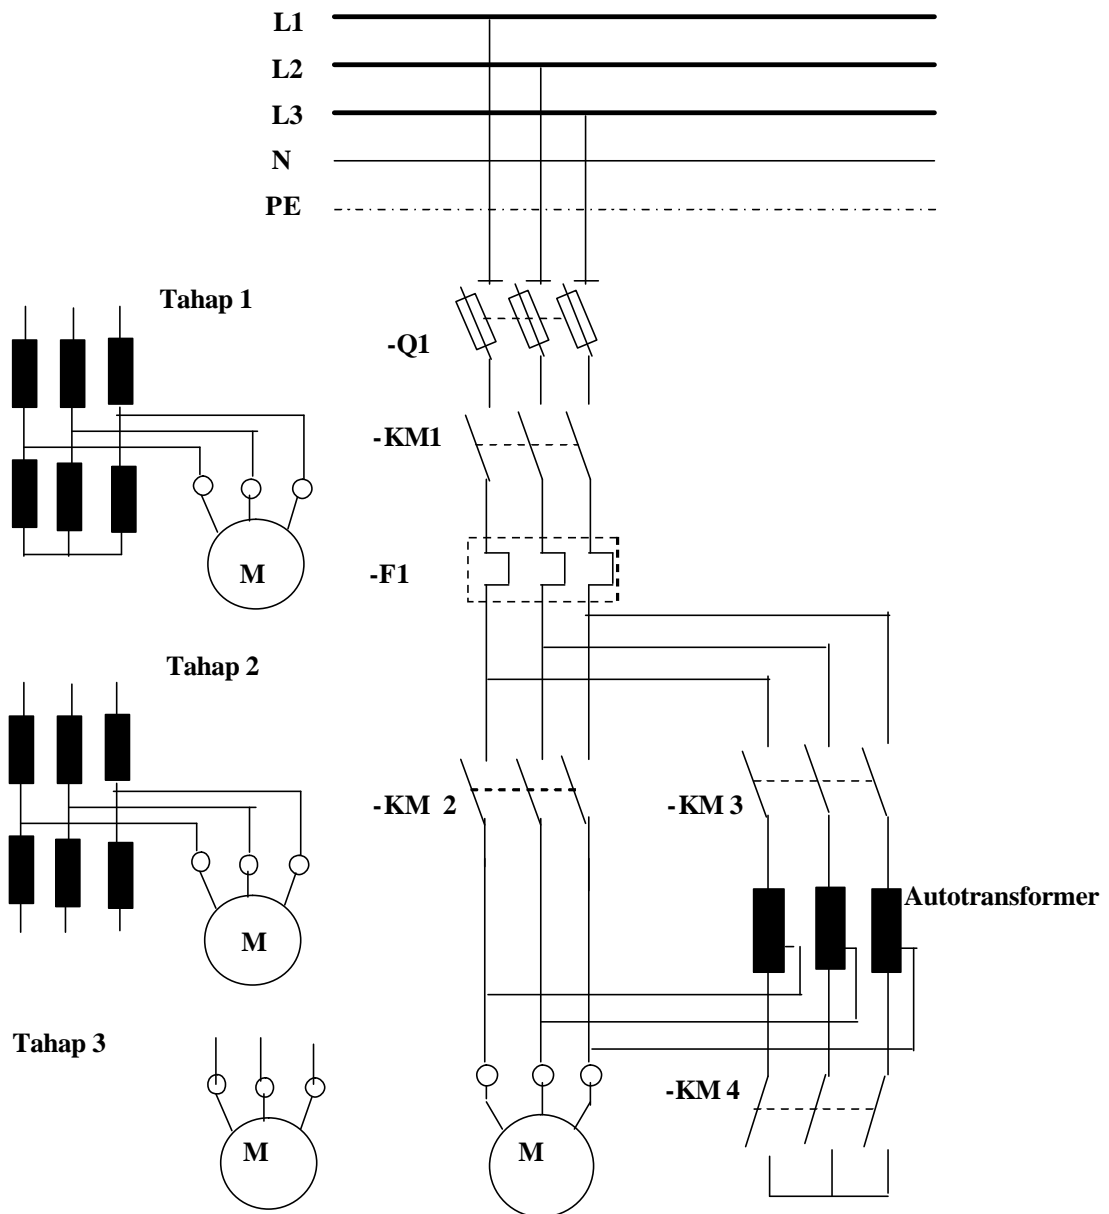 L1
L2
L3
N
PE
Tahap 1
-Q1
-KM1
M
-F1
Tahap 2
-KM 2
-KM 3
Autotransformer
M
Tahap 3
-KM 4
M
M